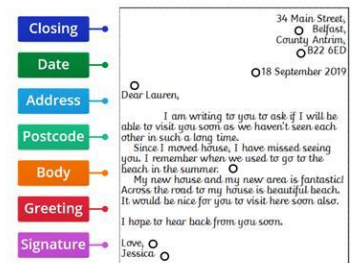 Closing
Date
Address
Postcode
Body
Greeting
Signature
34 Main Street,
Belfast,
County Antrim,
B22 6ED
18 September 2019
Dear Lauren,
I am writing to you to ask if I will be
able to visit you soon as we haven't seen each
other in such a long time.
Since I moved house, I have missed seeing
you. I remember when we used to go to the
beach in the summer.
My new house and my new area is fantastic!
Across the road to my house is beautiful beach.
It would be nice for you to visit here soon also.
I hope to hear back from you soon.
Love,
Jessica